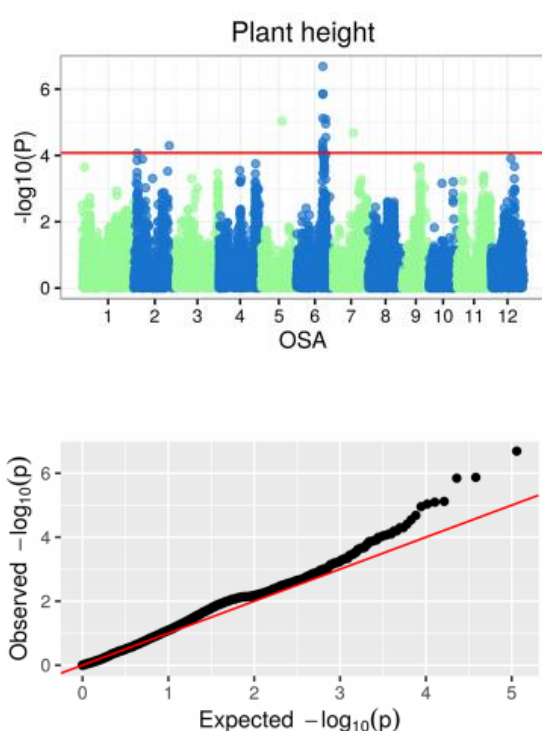 Plant height
-log10(P)
6
4
2
0
1 2 3 4 5 6 7 8 9 10 11 12
OSA
Observed −log10(p)
6
4
2
0
0 1 2 3 4 5
Expected −log10(p)